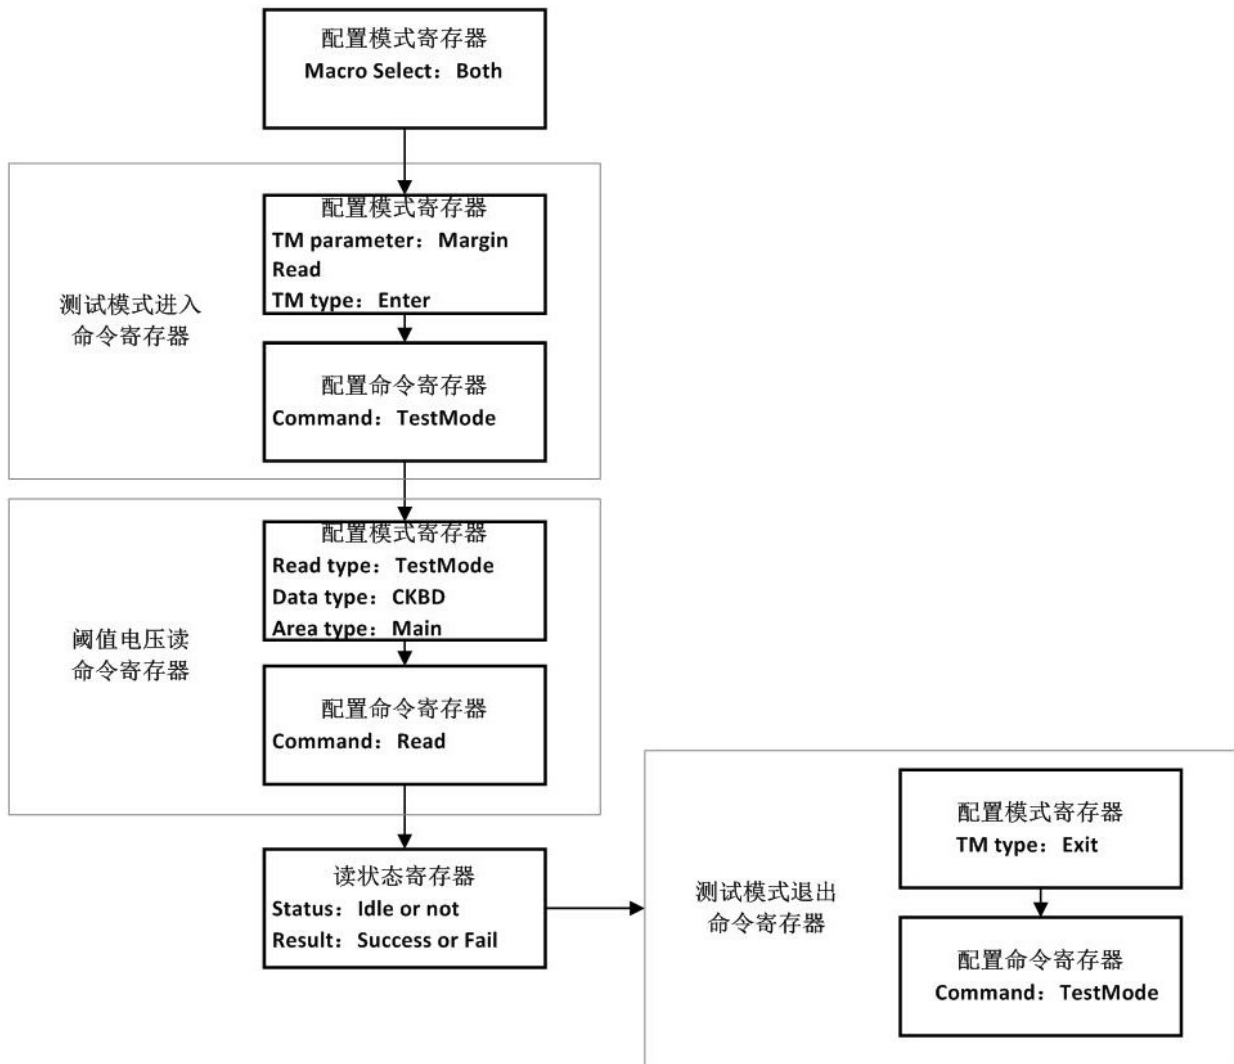 配置模式寄存器
Macro Select：Both
配置模式寄存器
TM parameter：Margin
Read
TM type：Enter
测试模式进入
命令寄存器
配置命令寄存器
Command：TestMode
配置模式寄存器
Read type：TestMode
Data type：CKBD
Area type：Main
阈值电压读
命令寄存器
配置命令寄存器
Command：Read
读状态寄存器
Status：Idle or not
Result：Success or Fail
配置模式寄存器
TM type：Exit
测试模式退出
命令寄存器
配置命令寄存器
Command：TestMode